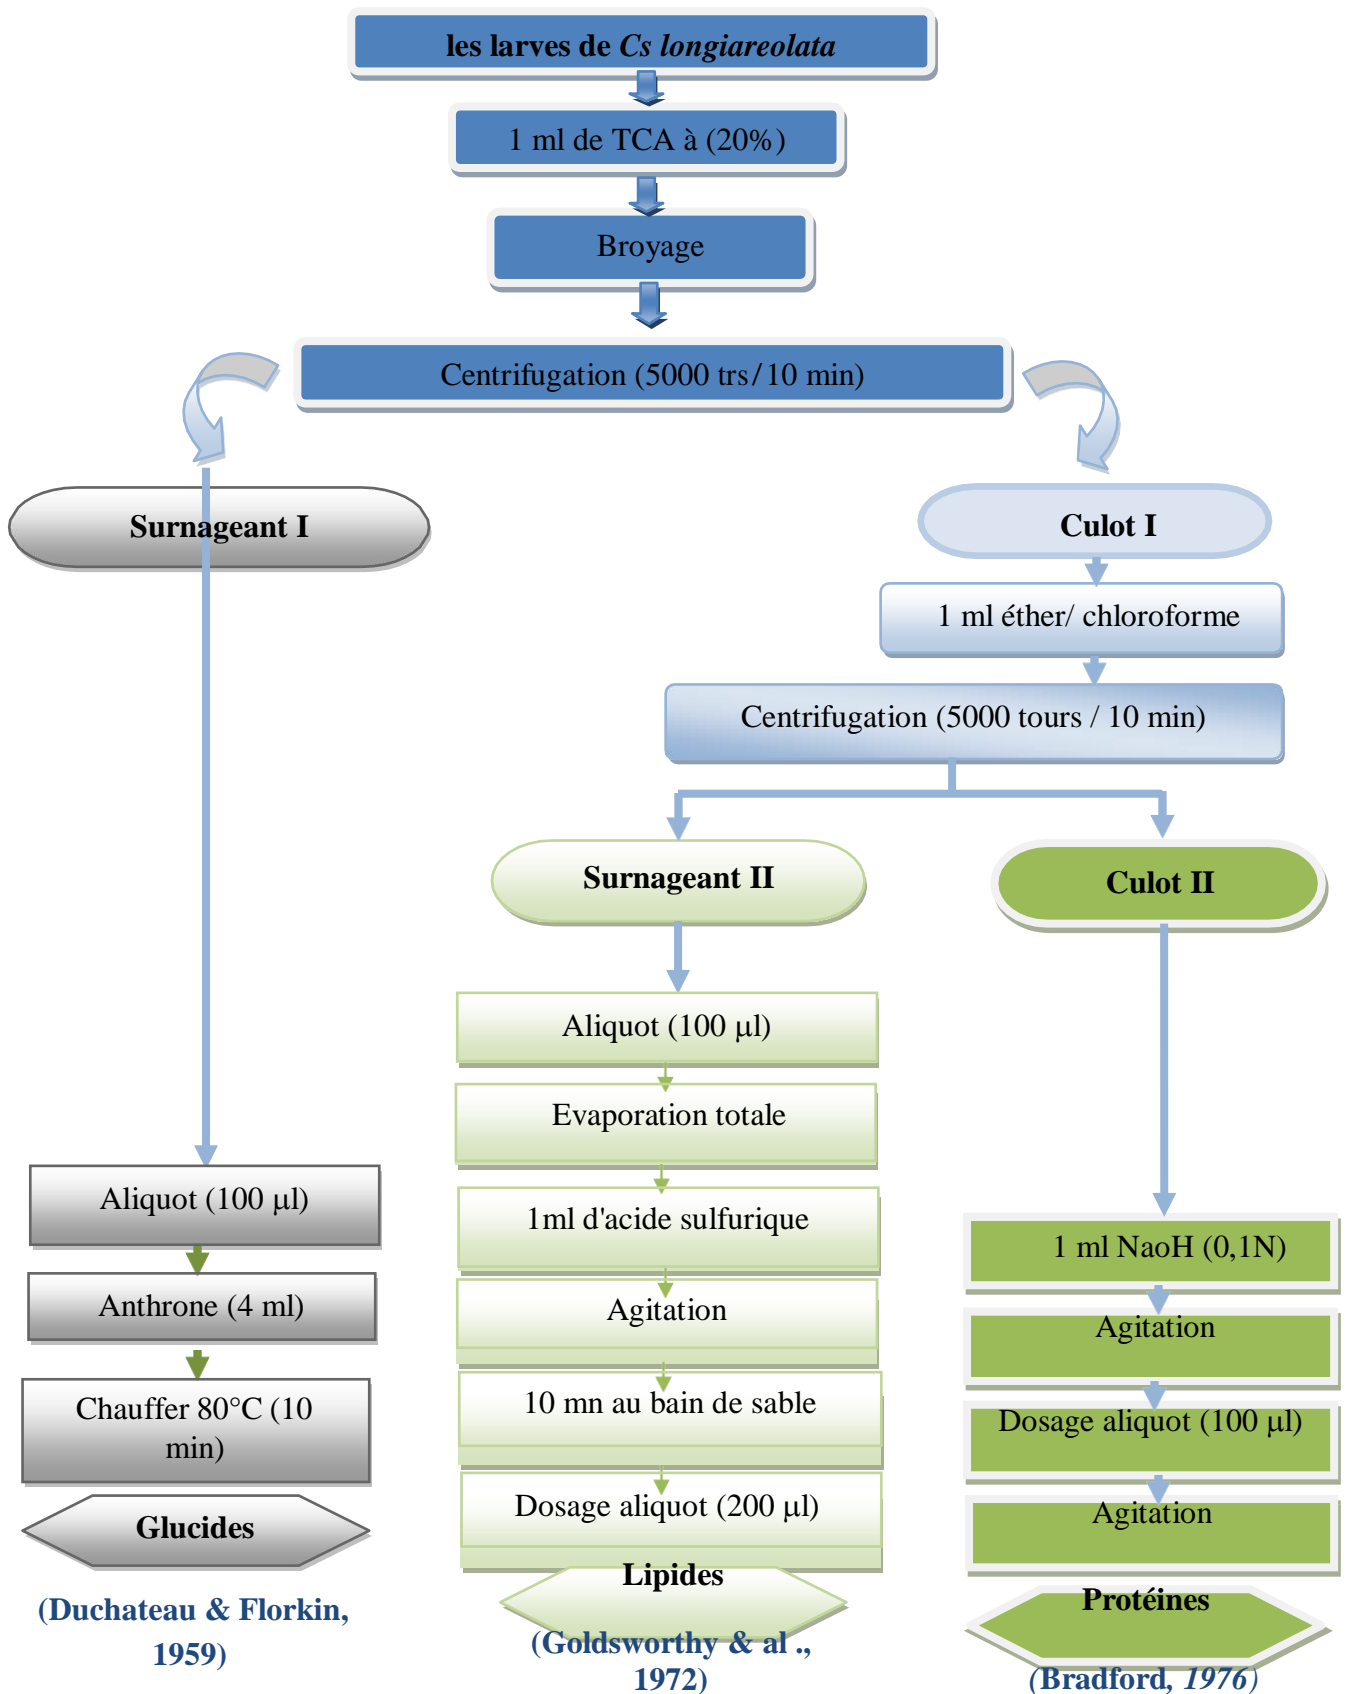 les larves de Cs longiareolata
1 ml de TCA à (20%)
Broyage
Centrifugation (5000 trs/10 min)
Surnageant I
Culot I
1 ml éther/ chloroforme
Centrifugation (5000 tours / 10 min)
Surnageant II
Culot II
Aliquot (100 µl)
Evaporation totale
1ml d'acide sulfurique
Agitation
10 mn au bain de sable
Dosage aliquot (200 µl)
Lipides
(Goldsworthy & al .,
1972)
Aliquot (100 µl)
Anthrone (4 ml)
Chauffer 80°C (10
min)
Glucides
(Duchateau & Florkin,
1959)
1 ml NaoH (0,1N)
Agitation
Dosage aliquot (100 µl)
Agitation
Protéines
(Bradford, 1976)